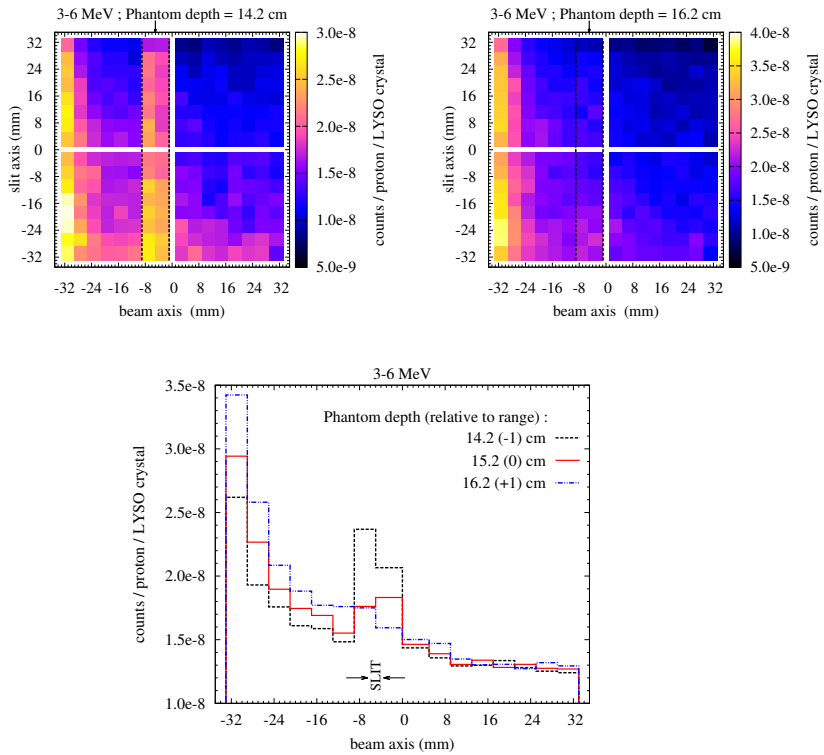 3-6 MeV ; Phantom depth = 14.2 cm
slit axis (mm)
32
24
16
8
0
-8
-16
-24
-32
-32 -24 -16 -8 0 8 16 24 32
beam axis (mm)
3.0e-8
2.5e-8
2.0e-8
1.5e-8
1.0e-8
5.0e-9
counts / proton / LYSO crystal
3-6 MeV ; Phantom depth = 16.2 cm
slit axis (mm)
32
24
16
8
0
-8
-16
-24
-32
-32 -24 -16 -8 0 8 16 24 32
beam axis (mm)
4.0e-8
3.5e-8
3.0e-8
2.5e-8
2.0e-8
1.5e-8
1.0e-8
5.0e-9
counts / proton / LYSO crystal
3-6 MeV
counts / proton / LYSO crystal
3.5e-8
3.0e-8
2.5e-8
2.0e-8
1.5e-8
1.0e-8
Phantom depth (relative to range) :
14.2 (-1) cm
15.2 (0) cm
16.2 (+1) cm
SLIT
-32 -24 -16 -8 0 8 16 24 32
beam axis (mm)